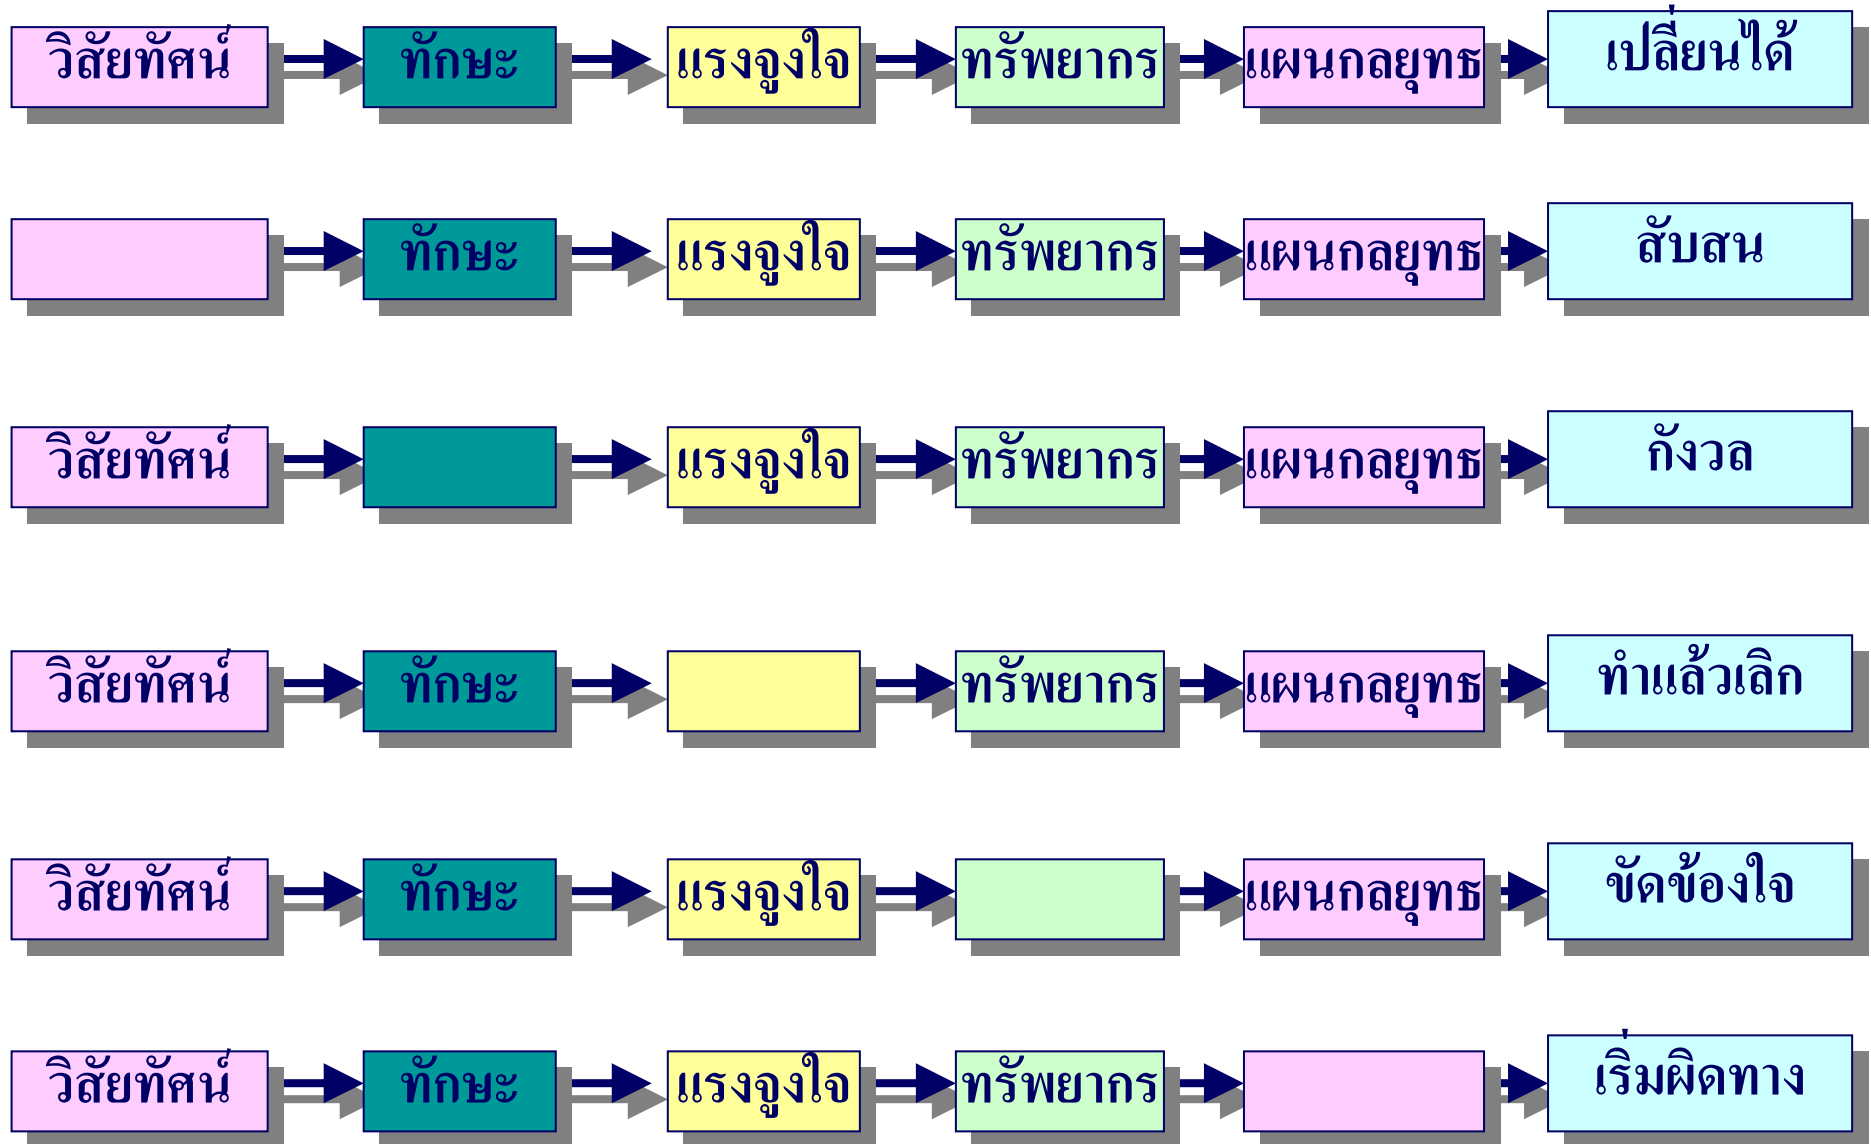 วิสัยทัศน์ ทักษะ แรงจูงใจ ทรัพยากร แผนกลยุทธ เปลี่ยนได้
ทักษะ แรงจูงใจ ทรัพยากร แผนกลยุทธ สับสน
วิสัยทัศน์ แรงจูงใจ ทรัพยากร แผนกลยุทธ กังวล
วิสัยทัศน์ ทักษะ ทรัพยากร แผนกลยุทธ ทำแล้วเลิก
วิสัยทัศน์ ทักษะ แรงจูงใจ แผนกลยุทธ ขัดข้องใจ
วิสัยทัศน์ ทักษะ แรงจูงใจ ทรัพยากร เริ่มผิดทาง